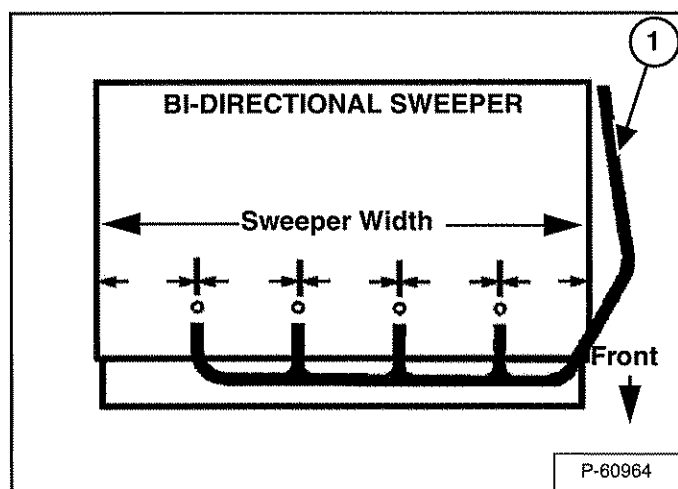 1
BI-DIRECTIONAL SWEEPER
Sweeper Width
Front
P-60964